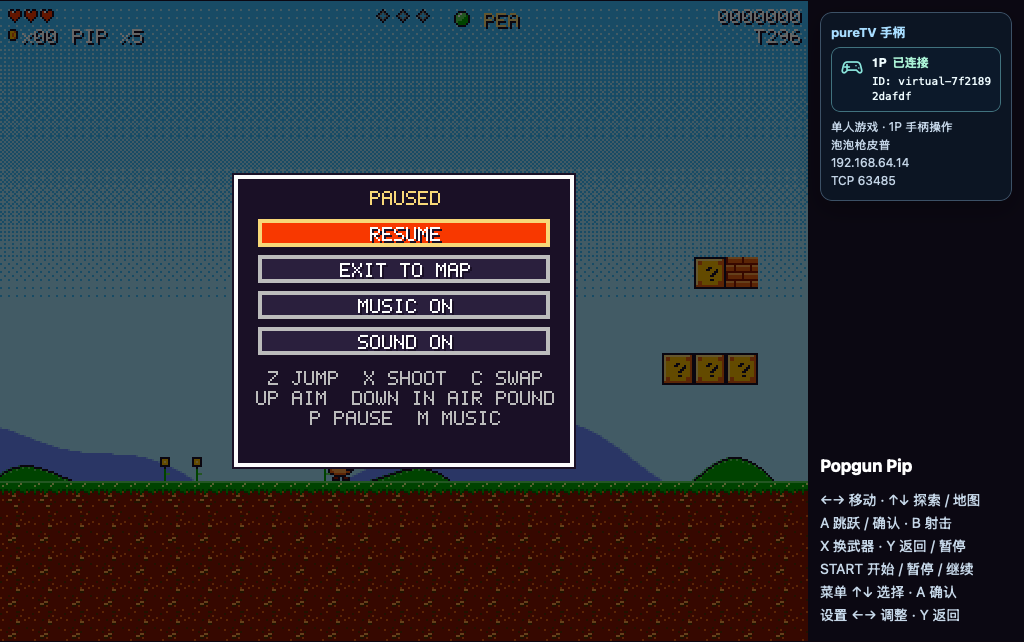 x00 PIP x5
PEA
0000000
T296
PAUSED
RESUME
EXIT TO MAP
MUSIC ON
SOUND ON
Z JUMP X SHOOT C SWAP
UP AIM DOWN IN AIR POUND
P PAUSE M MUSIC
?
? ? ?
pureTV 手柄
1P 已连接
ID: virtual-7f2189
2dafdf
单人游戏 · 1P 手柄操作
泡泡枪皮普
192.168.64.14
TCP 63485
Popgun Pip
←→ 移动 · ↑↓ 探索 / 地图
A 跳跃 / 确认 · B 射击
X 换武器 · Y 返回 / 暂停
START 开始 / 暂停 / 继续
菜单 ↑↓ 选择 · A 确认
设置 ←→ 调整 · Y 返回